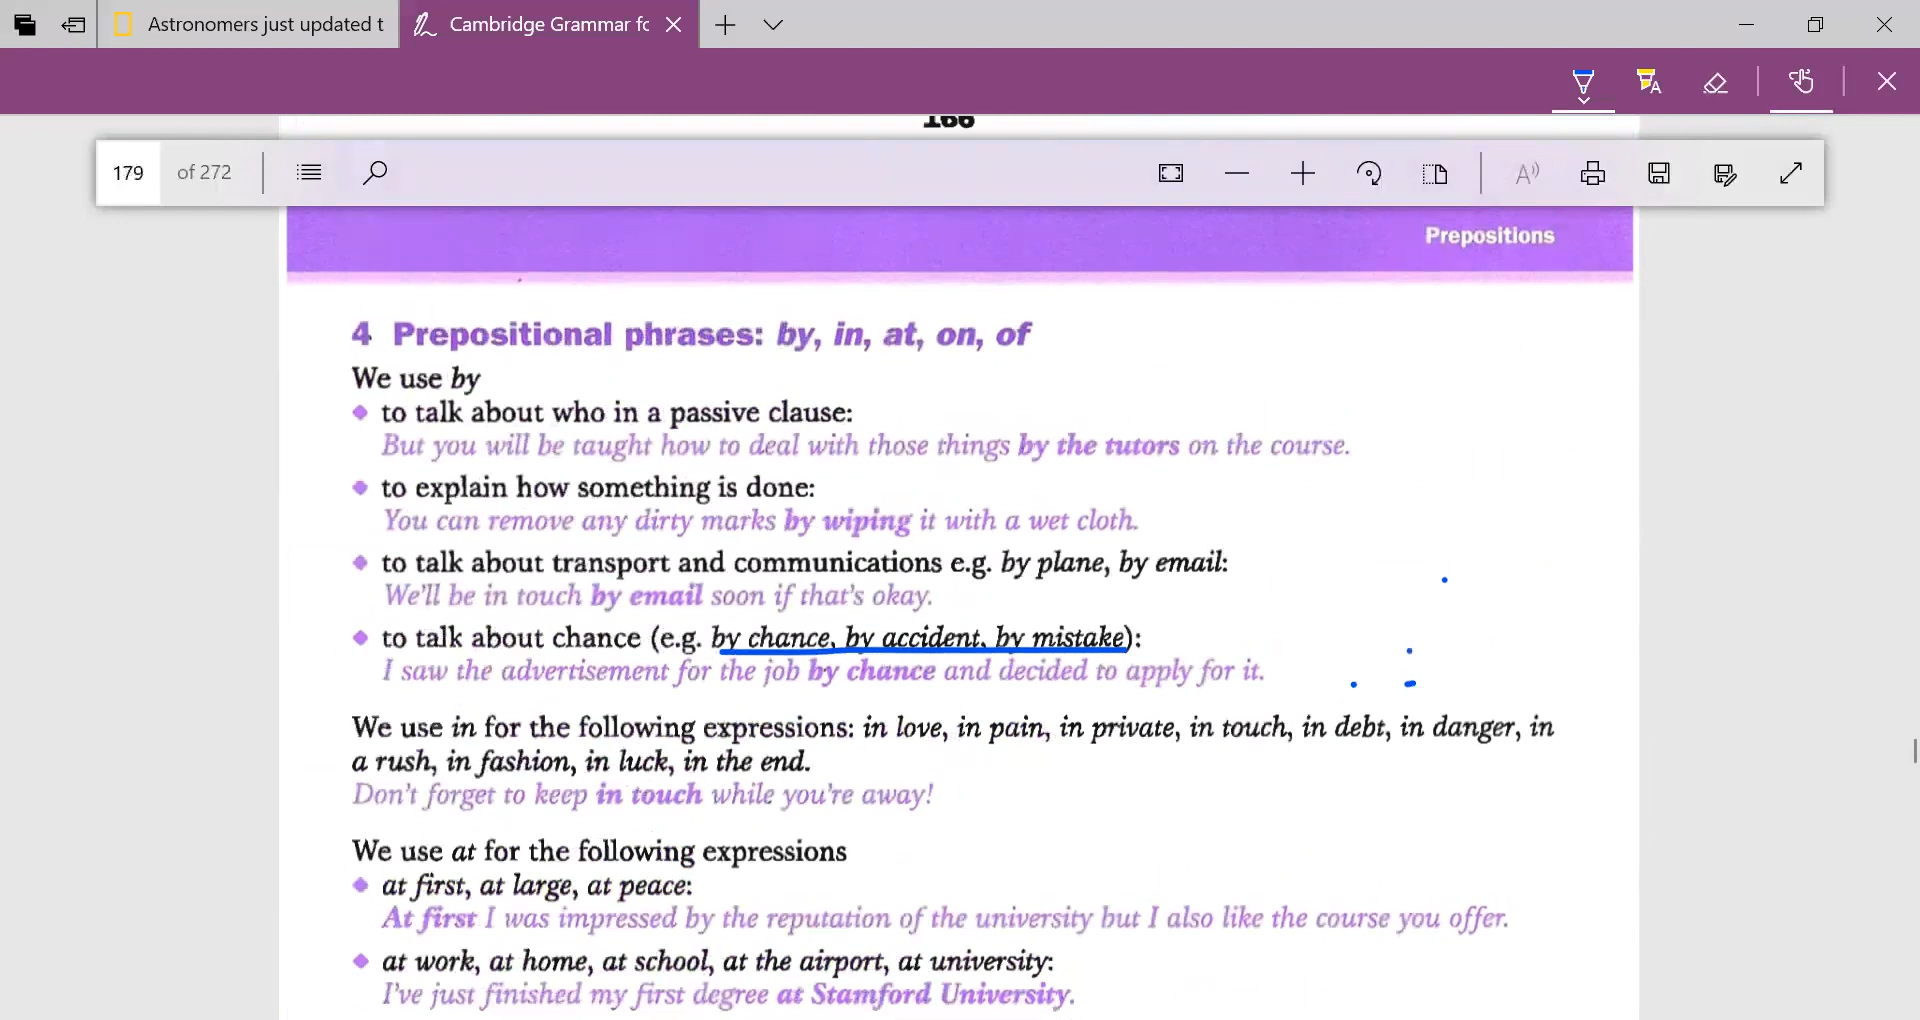 Astronomers just updated t
Cambridge Grammar fo
166
179 of 272
Prepositions
4 Prepositional phrases: by, in, at, on, of
We use by
◆ to talk about who in a passive clause:
But you will be taught how to deal with those things by the tutors on the course.
◆ to explain how something is done:
You can remove any dirty marks by wiping it with a wet cloth.
◆ to talk about transport and communications e.g. by plane, by email:
We'll be in touch by email soon if that's okay.
◆ to talk about chance (e.g. by chance, by accident, by mistake):
I saw the advertisement for the job by chance and decided to apply for it.
We use in for the following expressions: in love, in pain, in private, in touch, in debt, in danger, in
a rush, in fashion, in luck, in the end.
Don't forget to keep in touch while you're away!
We use at for the following expressions
◆ at first, at large, at peace:
At first I was impressed by the reputation of the university but I also like the course you offer.
◆ at work, at home, at school, at the airport, at university:
I've just finished my first degree at Stamford University.